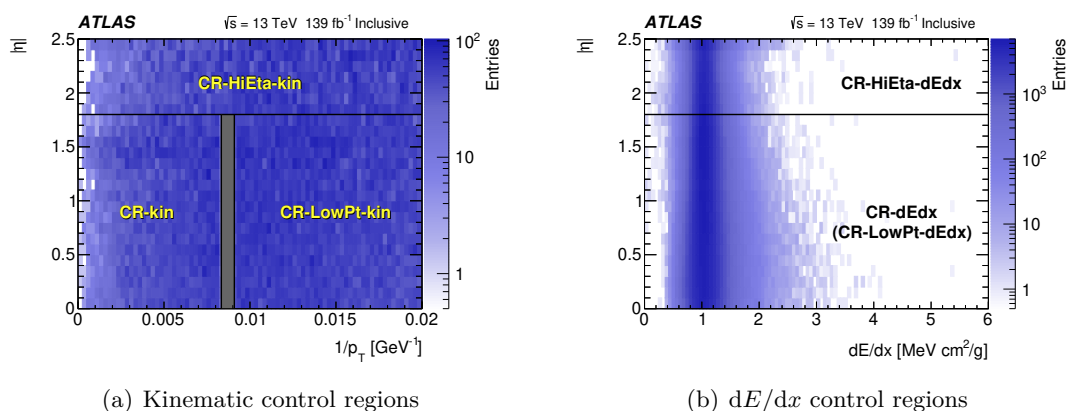 ATLAS
√s = 13 TeV 139 fb⁻¹ Inclusive
|η|
2.5
2
1.5
1
0.5
0
CR-HiEta-kin
CR-kin
CR-LowPt-kin
0 0.005 0.01 0.015 0.02
1/p_T [GeV⁻¹]
10²
10
1
Entries
(a) Kinematic control regions
ATLAS
√s = 13 TeV 139 fb⁻¹ Inclusive
|η|
2.5
2
1.5
1
0.5
0
CR-HiEta-dEdx
CR-dEdx
(CR-LowPt-dEdx)
0 1 2 3 4 5 6
dE/dx [MeV cm²/g]
10³
10²
10
1
Entries
(b) dE/dx control regions